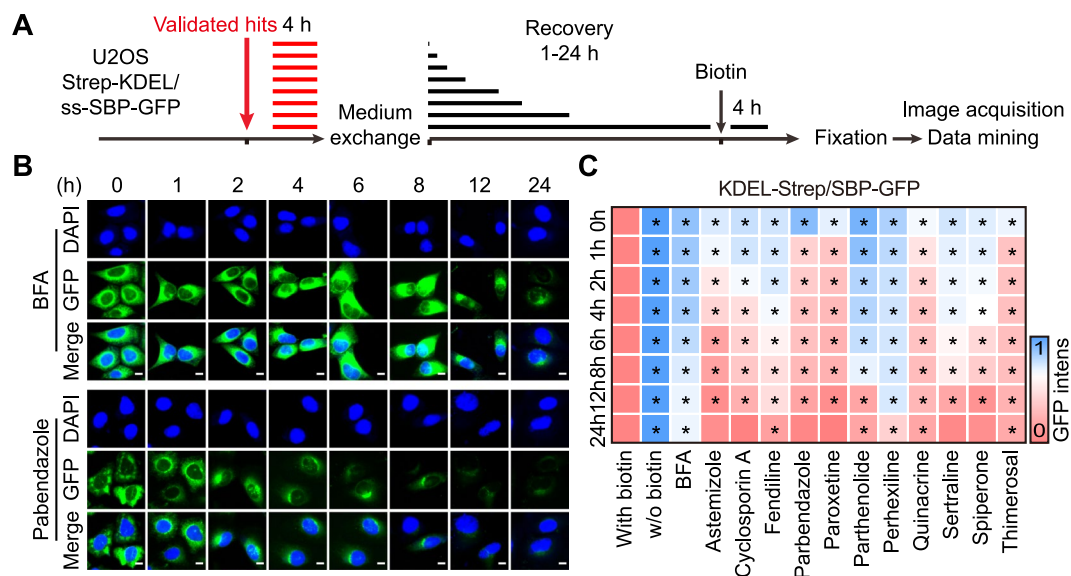 A
Validated hits 4 h
U2OS
Strep-KDEL/
ss-SBP-GFP
Medium
exchange
Recovery
1-24 h
Biotin
4 h
Fixation
Image acquisition
Data mining
B
(h) 0 1 2 4 6 8 12 24
BFA
DAPI
GFP
Merge
Pabendazole
DAPI
GFP
Merge
C
KDEL-Strep/SBP-GFP
0h * * * * * * * * * * * * *
1h * * * * * * * * * * * * *
2h * * * * * * * * * * * * *
4h * * * * * * * * * * * * *
6h * * * * * * * * * * * * *
8h * * * * * * * * * * * * *
12h * * * * * * * * * * * * *
24h * * * * * * *
With biotin
w/o biotin
BFA
Astemizole
Cyclosporin A
Fendiline
Parbendazole
Paroxetine
Parthenolide
Perhexiline
Quinacrine
Sertraline
Spiperone
Thimerosal
1
0
GFP intens